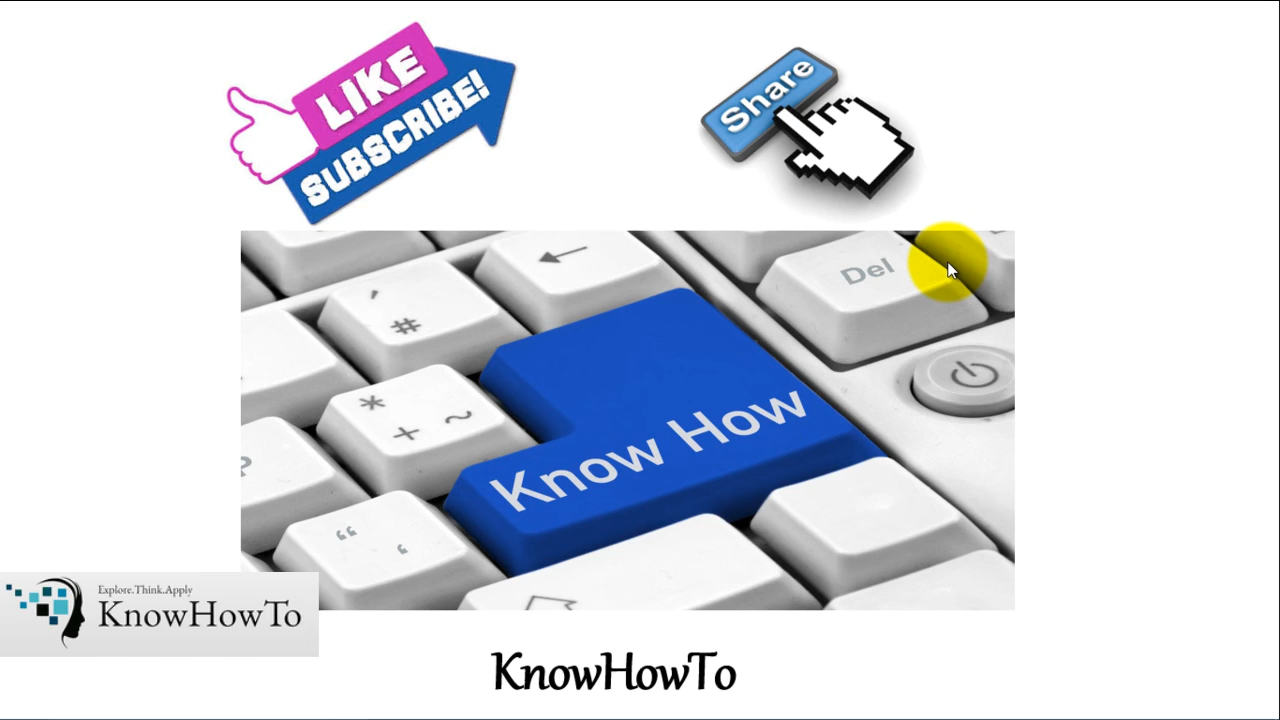 LIKE
SUBSCRIBE!
Share
Del
' #
* + ~
Know How
“ ‘
Explore.Think.Apply
KnowHowTo
KnowHowTo